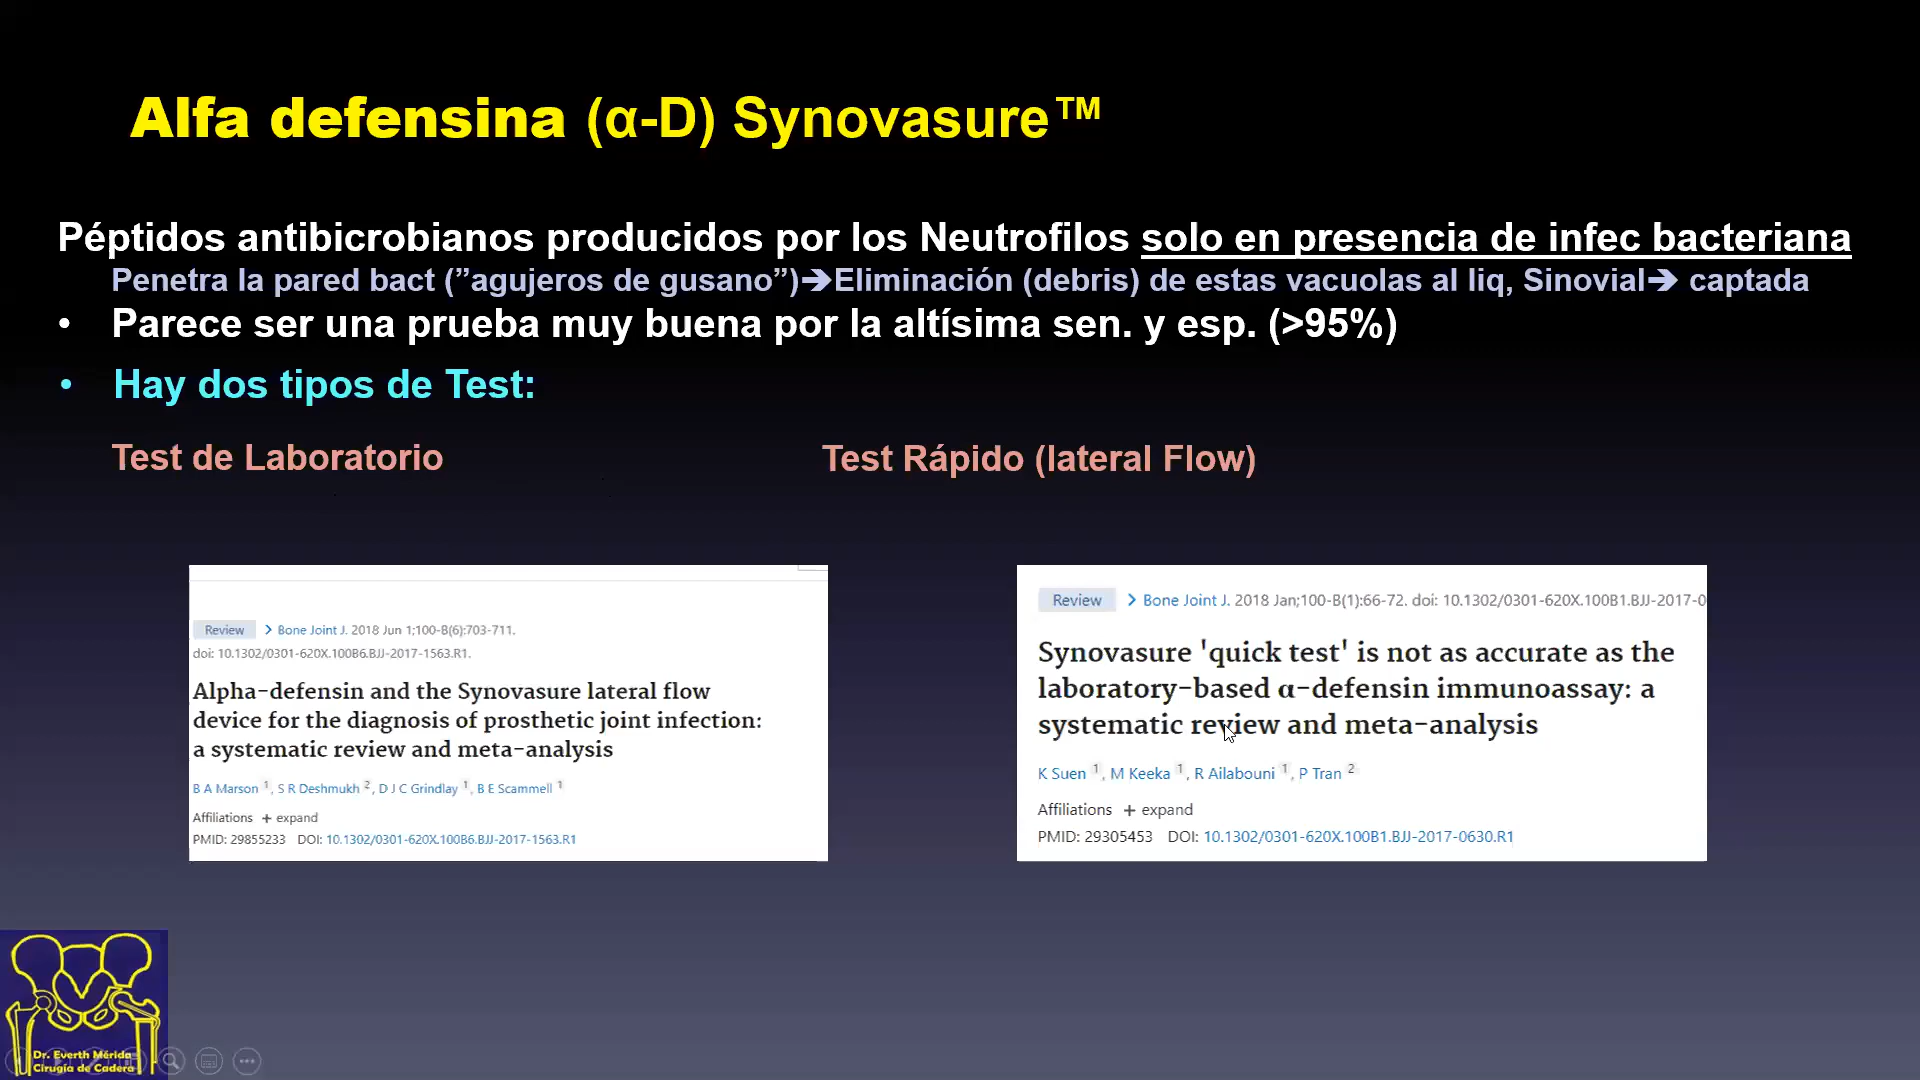 Alfa defensina (α-D) Synovasure™
Péptidos antibicrobianos producidos por los Neutrofilos solo en presencia de infec bacteriana
Penetra la pared bact (”agujeros de gusano”)➔Eliminación (debris) de estas vacuolas al liq, Sinovial➔ captada
• Parece ser una prueba muy buena por la altísima sen. y esp. (>95%)
• Hay dos tipos de Test:
Test de Laboratorio
Test Rápido (lateral Flow)
Review > Bone Joint J. 2018 Jun 1;100-B(6):703-711.
doi: 10.1302/0301-620X.100B6.BJJ-2017-1563.R1.
Alpha-defensin and the Synovasure lateral flow
device for the diagnosis of prosthetic joint infection:
a systematic review and meta-analysis
B A Marson 1, S R Deshmukh 2, D J C Grindlay 1, B E Scammell 1
Affiliations + expand
PMID: 29855233 DOI: 10.1302/0301-620X.100B6.BJJ-2017-1563.R1
Review > Bone Joint J. 2018 Jan;100-B(1):66-72. doi: 10.1302/0301-620X.100B1.BJJ-2017-0
Synovasure 'quick test' is not as accurate as the
laboratory-based α-defensin immunoassay: a
systematic review and meta-analysis
K Suen 1, M Keeka 1, R Ailabouni 1, P Tran 2
Affiliations + expand
PMID: 29305453 DOI: 10.1302/0301-620X.100B1.BJJ-2017-0630.R1
Dr. Everth Mérida
Cirugía de Cadera